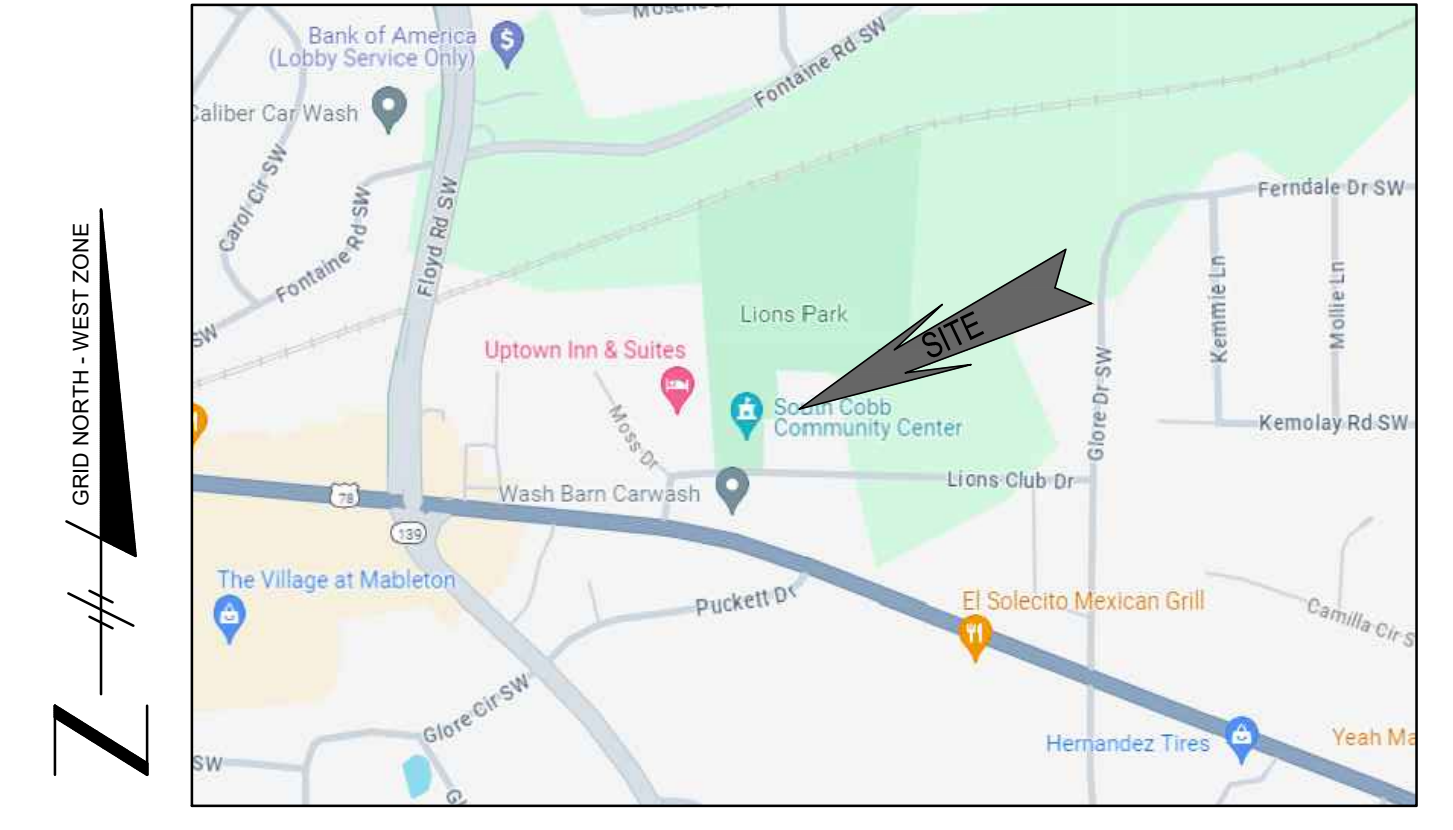 Bank of America
(Lobby Service Only)
Caliber Car Wash
Fontaine Rd SW
Carol Cir SW
Fontaine Rd SW
Floyd Rd SW
SW
Ferndale Dr SW
Kemmie Ln
Mollie Ln
Lions Park
SITE
Uptown Inn & Suites
Moss Dr
Community Center
Glore Dr SW
Kemolay Rd SW
Lions Club Dr
Wash Barn Carwash
78
139
The Village at Mableton
Puckett Dr
El Solecito Mexican Grill
Camilla Cir S
Glore Cir SW
Hernandez Tires
Yeah Ma
SW
Gl
GRID NORTH - WEST ZONE
N